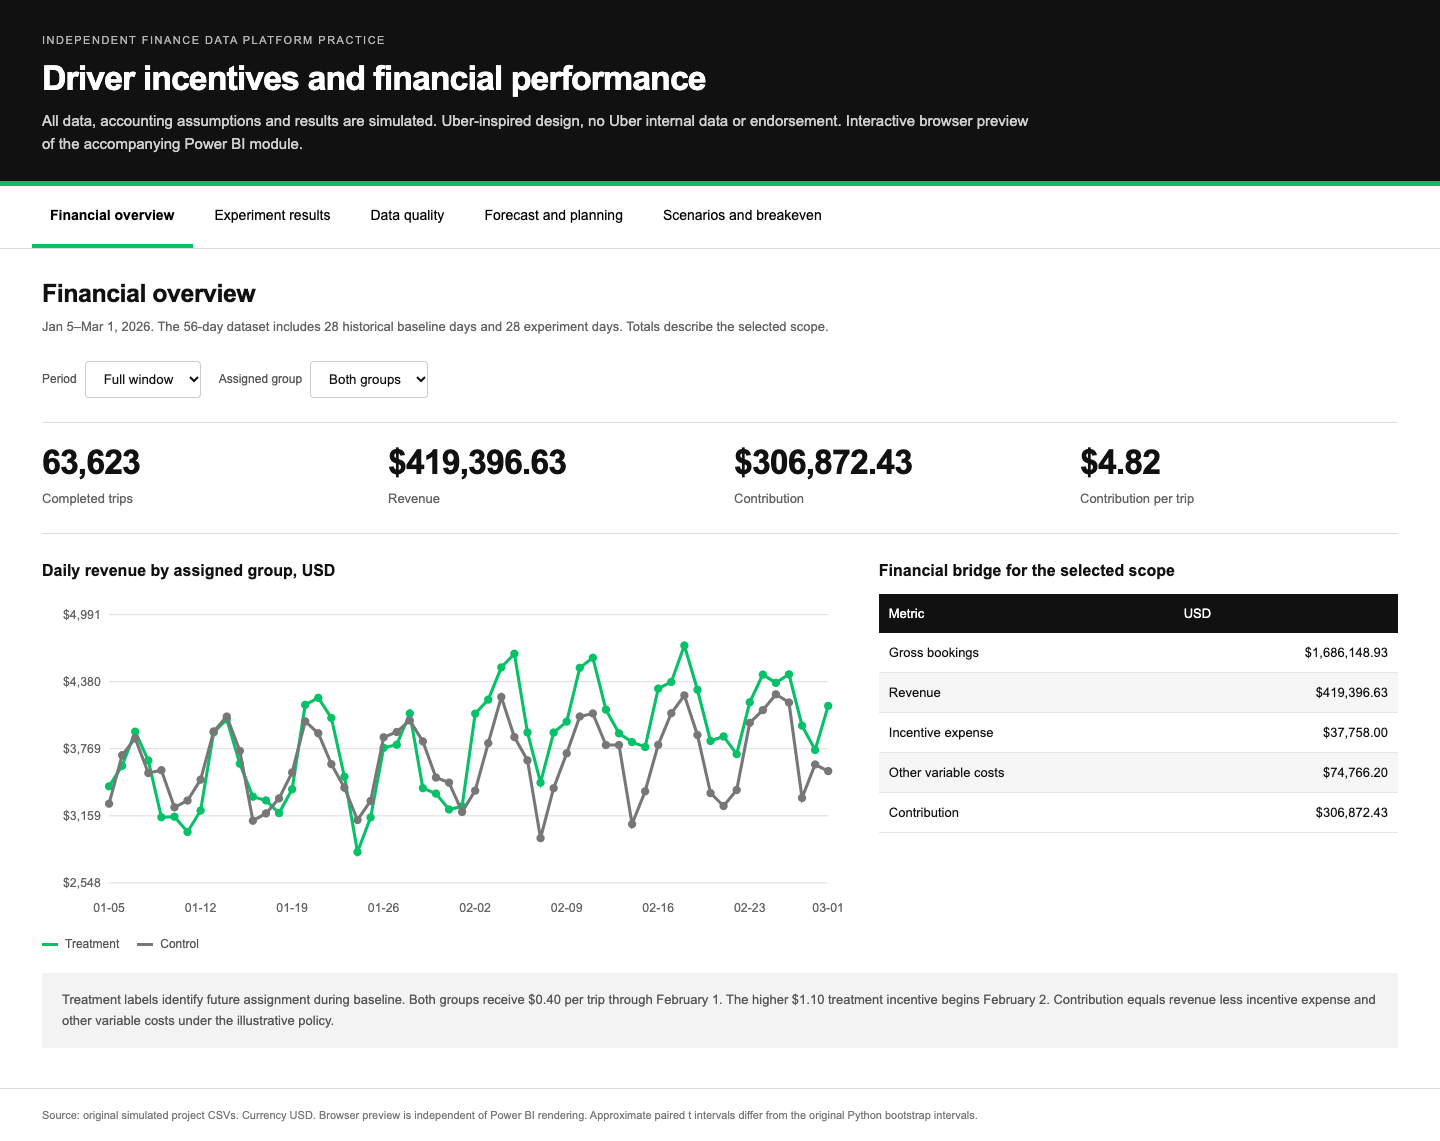 INDEPENDENT FINANCE DATA PLATFORM PRACTICE
Driver incentives and financial performance
All data, accounting assumptions and results are simulated. Uber-inspired design, no Uber internal data or endorsement. Interactive browser preview
of the accompanying Power BI module.
Financial overview Experiment results Data quality Forecast and planning Scenarios and breakeven
Financial overview
Jan 5–Mar 1, 2026. The 56-day dataset includes 28 historical baseline days and 28 experiment days. Totals describe the selected scope.
Period Full window Assigned group Both groups
63,623 $419,396.63 $306,872.43 $4.82
Completed trips Revenue Contribution Contribution per trip
Daily revenue by assigned group, USD
$4,991
$4,380
$3,769
$3,159
$2,548
01-05 01-12 01-19 01-26 02-02 02-09 02-16 02-23 03-01
Treatment Control
Financial bridge for the selected scope
Metric USD
Gross bookings $1,686,148.93
Revenue $419,396.63
Incentive expense $37,758.00
Other variable costs $74,766.20
Contribution $306,872.43
Treatment labels identify future assignment during baseline. Both groups receive $0.40 per trip through February 1. The higher $1.10 treatment incentive begins February 2. Contribution equals revenue less incentive expense and
other variable costs under the illustrative policy.
Source: original simulated project CSVs. Currency USD. Browser preview is independent of Power BI rendering. Approximate paired t intervals differ from the original Python bootstrap intervals.